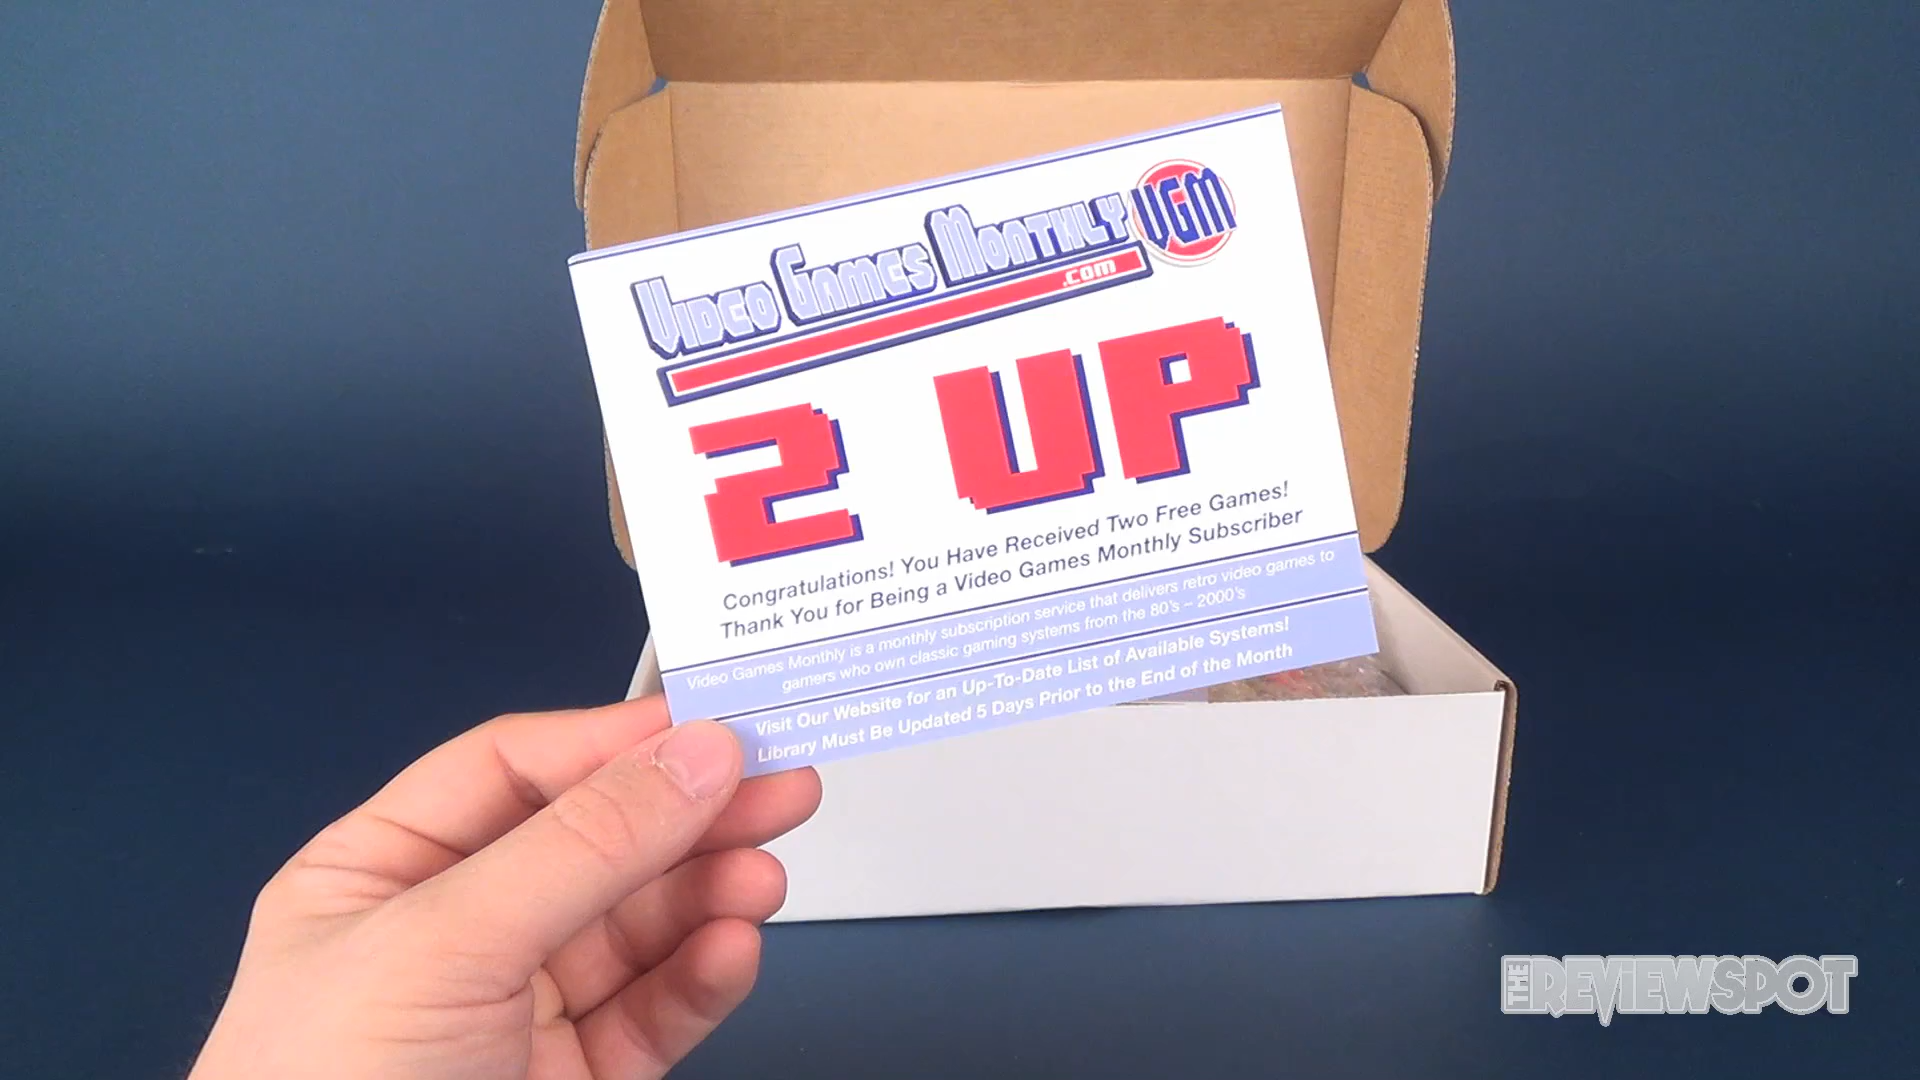 Video Games Monthly VGM
.com
2 UP
Congratulations! You Have Received Two Free Games!
Thank You for Being a Video Games Monthly Subscriber
Video Games Monthly is a monthly subscription service that delivers retro video games to
gamers who own classic gaming systems from the 80's – 2000's
Visit Our Website for an Up-To-Date List of Available Systems!
Library Must Be Updated 5 Days Prior to the End of the Month
THE REVIEWSPOT